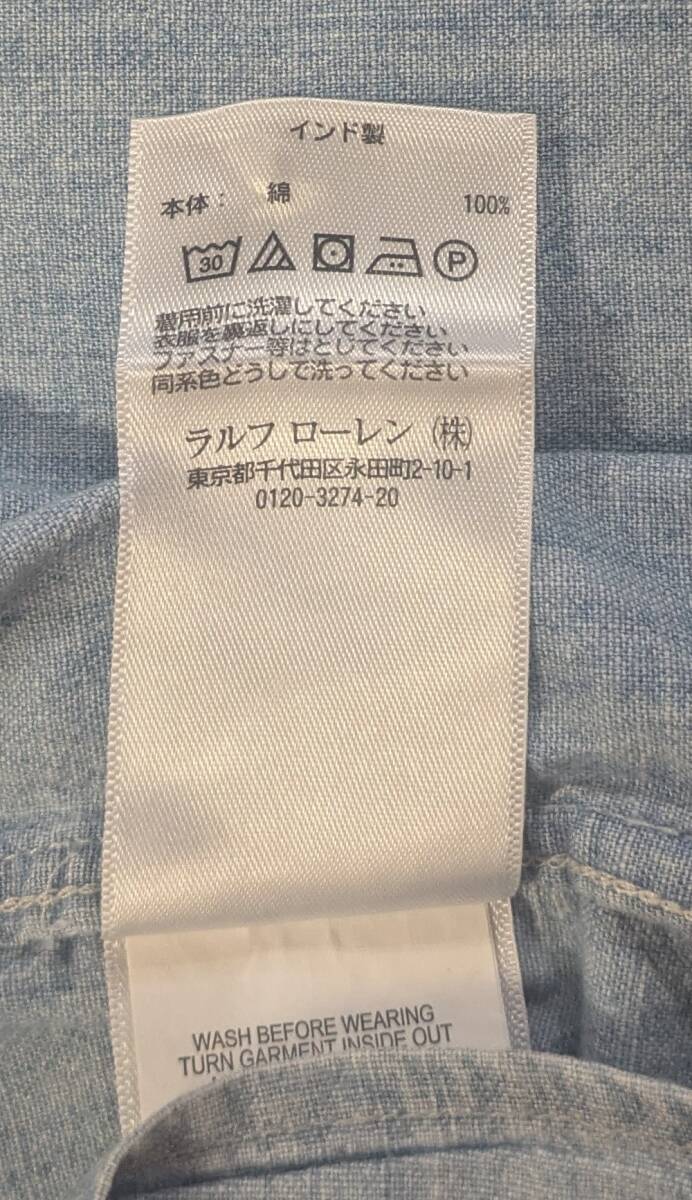 インド製
本体： 綿 100%
30 P
着用前に洗濯してください
衣服を裏返しにしてください
ファスナー等はとじてください
同系色どうしで洗ってください
ラルフ ローレン（株）
東京都千代田区永田町2-10-1
0120-3274-20
WASH BEFORE WEARING
TURN GARMENT INSIDE OUT